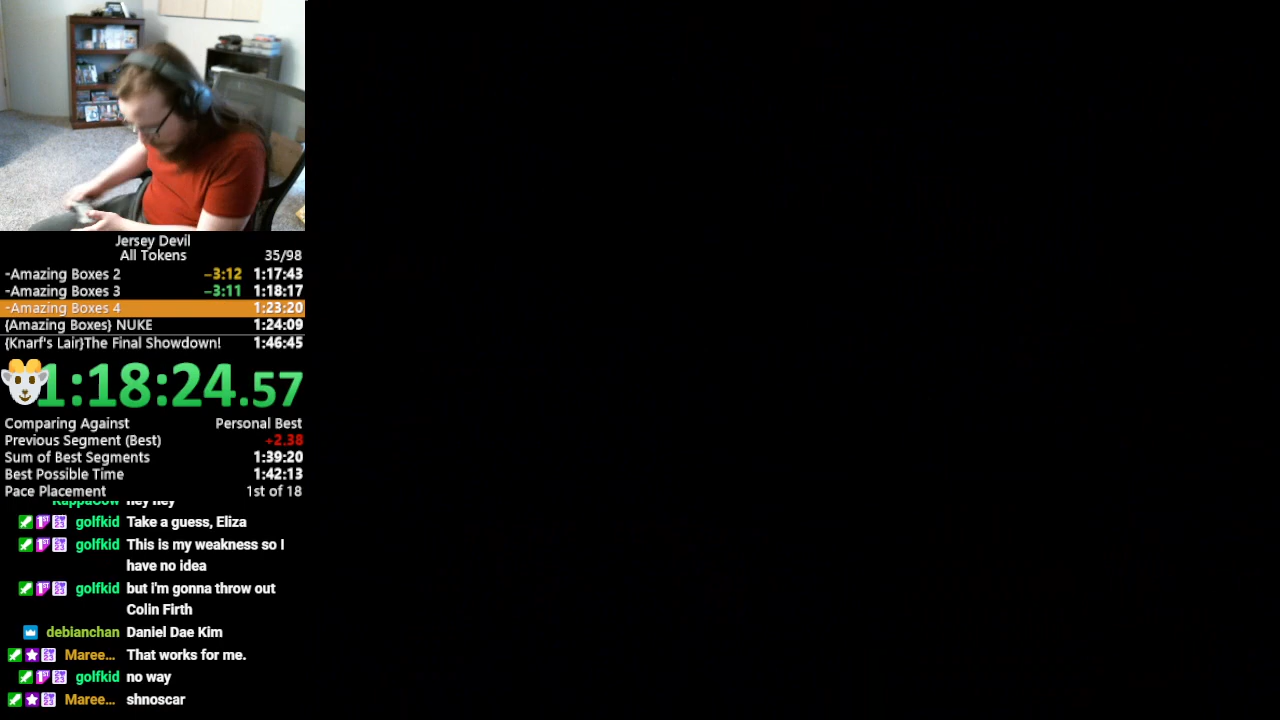 Jersey Devil
All Tokens 35/98
-Amazing Boxes 2 -3:12 1:17:43
-Amazing Boxes 3 -3:11 1:18:17
-Amazing Boxes 4 1:23:20
{Amazing Boxes} NUKE 1:24:09
{Knarf's Lair}The Final Showdown! 1:46:45
1:18:24.57
Comparing Against Personal Best
Previous Segment (Best) +2.38
Sum of Best Segments 1:39:20
Best Possible Time 1:42:13
Pace Placement 1st of 18
KappaCow hey hey
golfkid Take a guess, Eliza
golfkid This is my weakness so I
have no idea
golfkid but i'm gonna throw out
Colin Firth
debianchan Daniel Dae Kim
Maree... That works for me.
golfkid no way
Maree... shnoscar